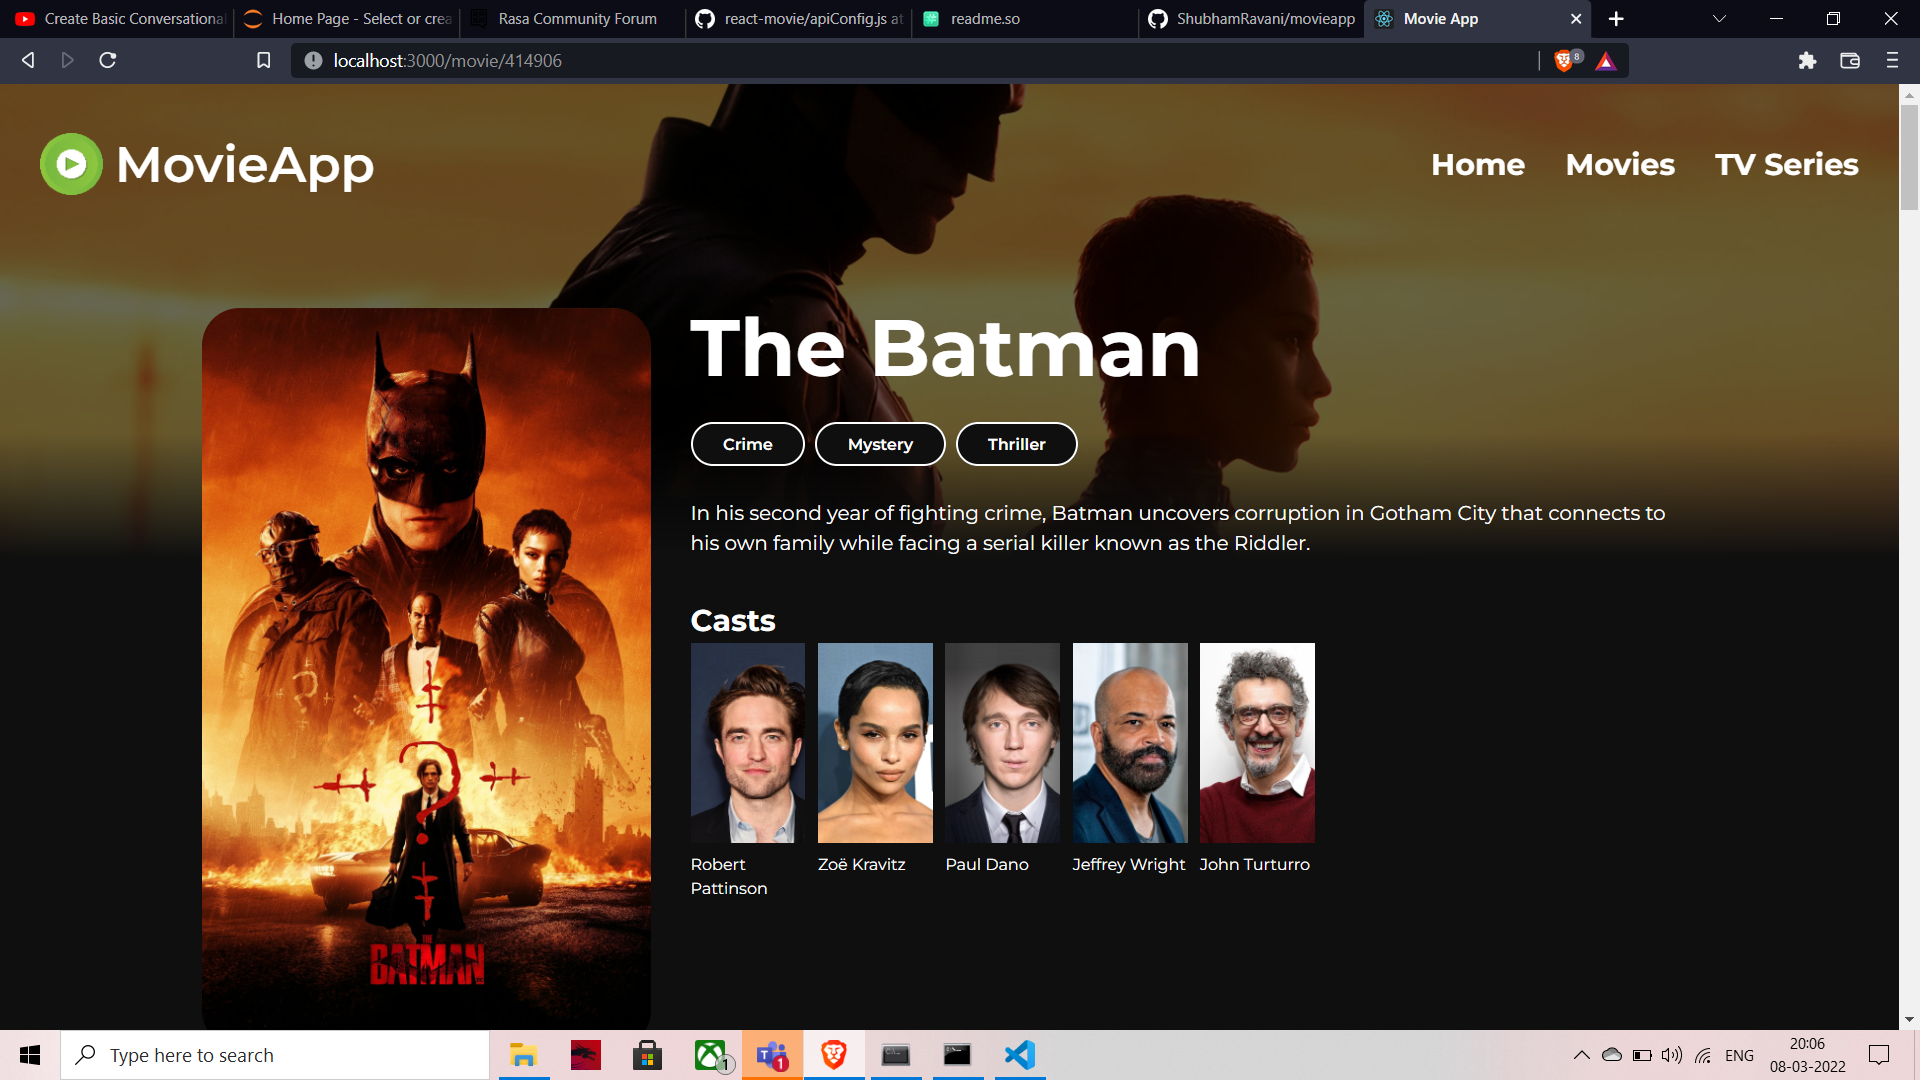 Create Basic Conversational
Home Page - Select or crea
Rasa Community Forum
react-movie/apiConfig.js at
readme.so
ShubhamRavani/movieapp
Movie App
localhost:3000/movie/414906
8
MovieApp
Home
Movies
TV Series
The Batman
Crime
Mystery
Thriller
In his second year of fighting crime, Batman uncovers corruption in Gotham City that connects to
his own family while facing a serial killer known as the Riddler.
Casts
Robert
Pattinson
Zoë Kravitz
Paul Dano
Jeffrey Wright
John Turturro
THE
BATMAN
Type here to search
1
1
ENG
20:06
08-03-2022